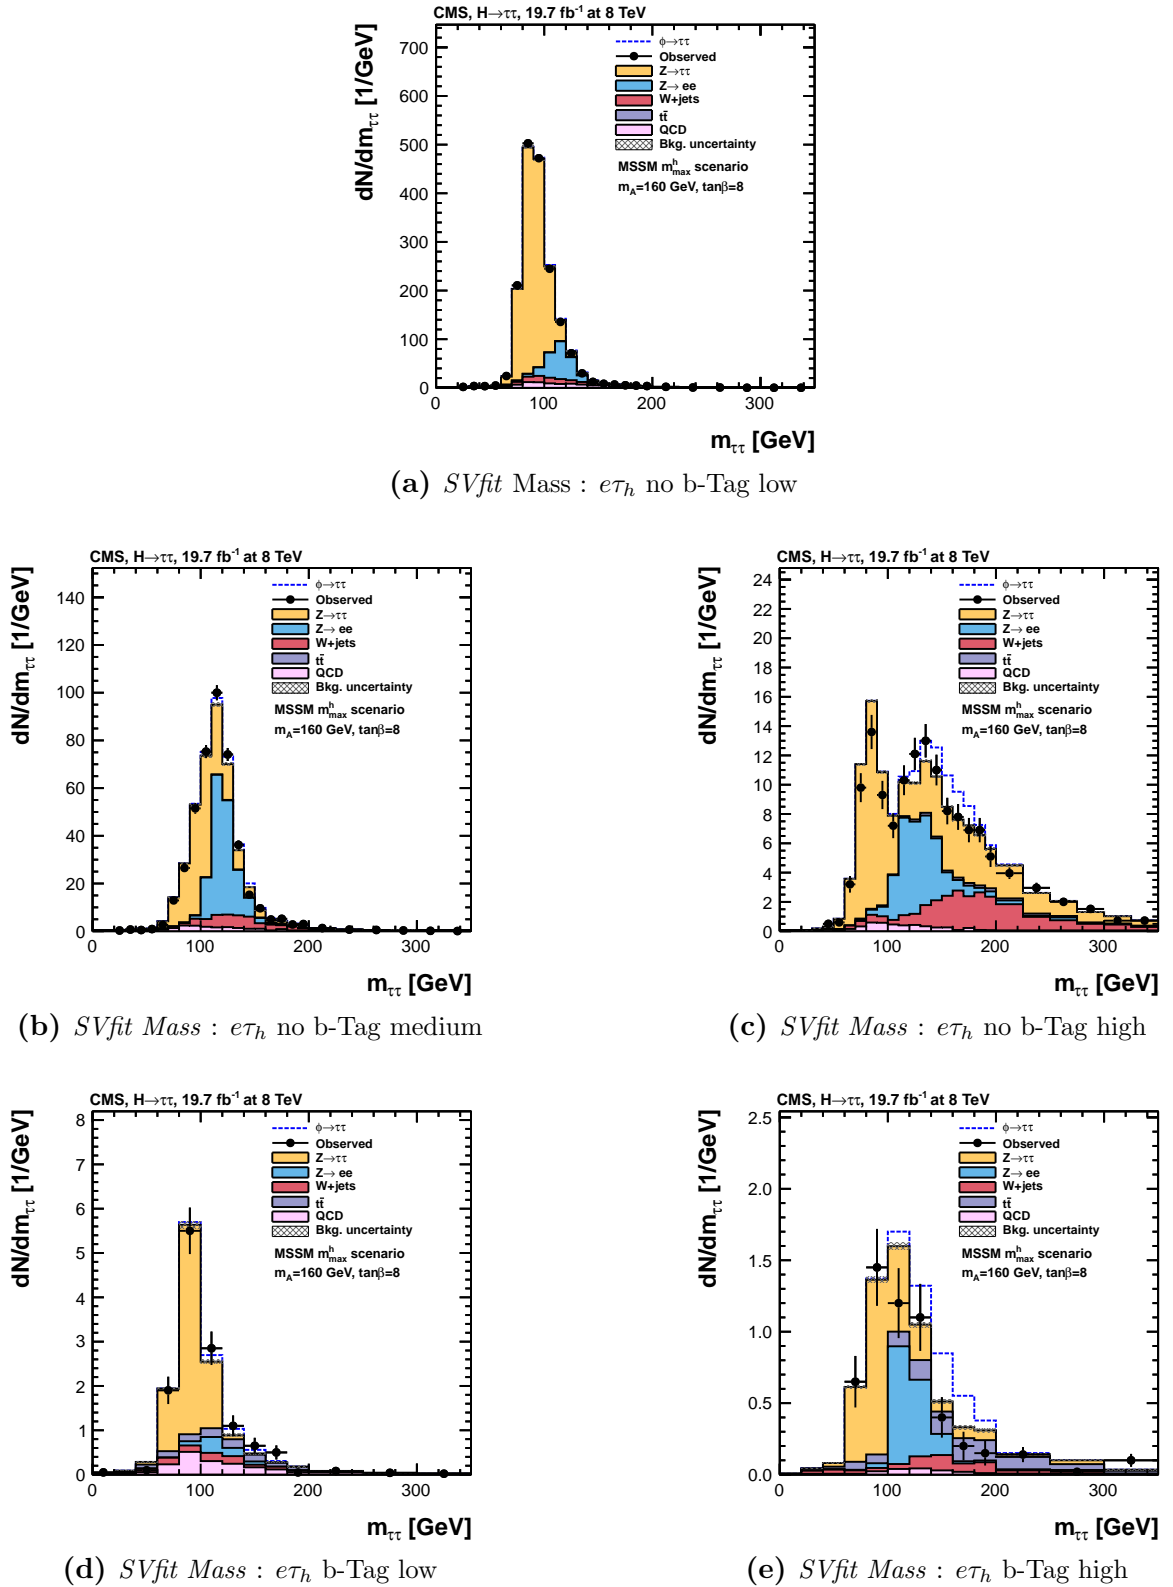 CMS, H→ττ, 19.7 fb⁻¹ at 8 TeV
dN/dm_ττ [1/GeV]
700
600
500
400
300
200
100
0
ϕ→ττ
Observed
Z→ττ
Z→ ee
W+jets
tt̄
QCD
Bkg. uncertainty
MSSM m^h_max scenario
m_A=160 GeV, tanβ=8
0 100 200 300
m_ττ [GeV]
(a) SVfit Mass : eτ_h no b-Tag low
CMS, H→ττ, 19.7 fb⁻¹ at 8 TeV
dN/dm_ττ [1/GeV]
140
120
100
80
60
40
20
0
ϕ→ττ
Observed
Z→ττ
Z→ ee
W+jets
tt̄
QCD
Bkg. uncertainty
MSSM m^h_max scenario
m_A=160 GeV, tanβ=8
0 100 200 300
m_ττ [GeV]
(b) SVfit Mass : eτ_h no b-Tag medium
CMS, H→ττ, 19.7 fb⁻¹ at 8 TeV
dN/dm_ττ [1/GeV]
24
22
20
18
16
14
12
10
8
6
4
2
0
ϕ→ττ
Observed
Z→ττ
Z→ ee
W+jets
tt̄
QCD
Bkg. uncertainty
MSSM m^h_max scenario
m_A=160 GeV, tanβ=8
0 100 200 300
m_ττ [GeV]
(c) SVfit Mass : eτ_h no b-Tag high
CMS, H→ττ, 19.7 fb⁻¹ at 8 TeV
dN/dm_ττ [1/GeV]
8
7
6
5
4
3
2
1
0
ϕ→ττ
Observed
Z→ττ
Z→ ee
W+jets
tt̄
QCD
Bkg. uncertainty
MSSM m^h_max scenario
m_A=160 GeV, tanβ=8
0 100 200 300
m_ττ [GeV]
(d) SVfit Mass : eτ_h b-Tag low
CMS, H→ττ, 19.7 fb⁻¹ at 8 TeV
dN/dm_ττ [1/GeV]
2.5
2.0
1.5
1.0
0.5
0.0
ϕ→ττ
Observed
Z→ττ
Z→ ee
W+jets
tt̄
QCD
Bkg. uncertainty
MSSM m^h_max scenario
m_A=160 GeV, tanβ=8
0 100 200 300
m_ττ [GeV]
(e) SVfit Mass : eτ_h b-Tag high